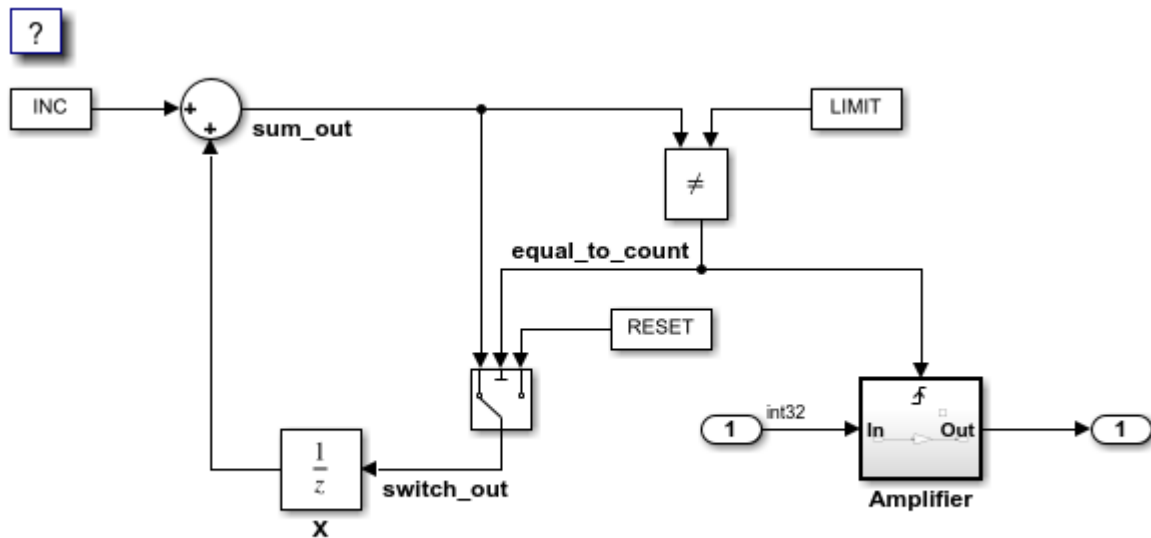 ?
INC
+
+
sum_out
LIMIT
≠
equal_to_count
RESET
1
int32
In
Out
1
Amplifier
1
z
switch_out
X